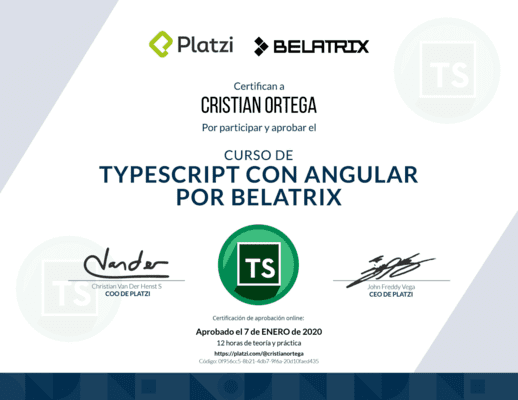 Platzi BELATRIX
Certifican a
CRISTIAN ORTEGA
Por participar y aprobar el
CURSO DE
TYPESCRIPT CON ANGULAR
POR BELATRIX
TS
TS
TS
Christian Van Der Henst S
COO DE PLATZI
John Freddy Vega
CEO DE PLATZI
Certificación de aprobación online:
Aprobado el 7 de ENERO de 2020
12 horas de teoría y práctica
https://platzi.com/@cristianortega
Código: